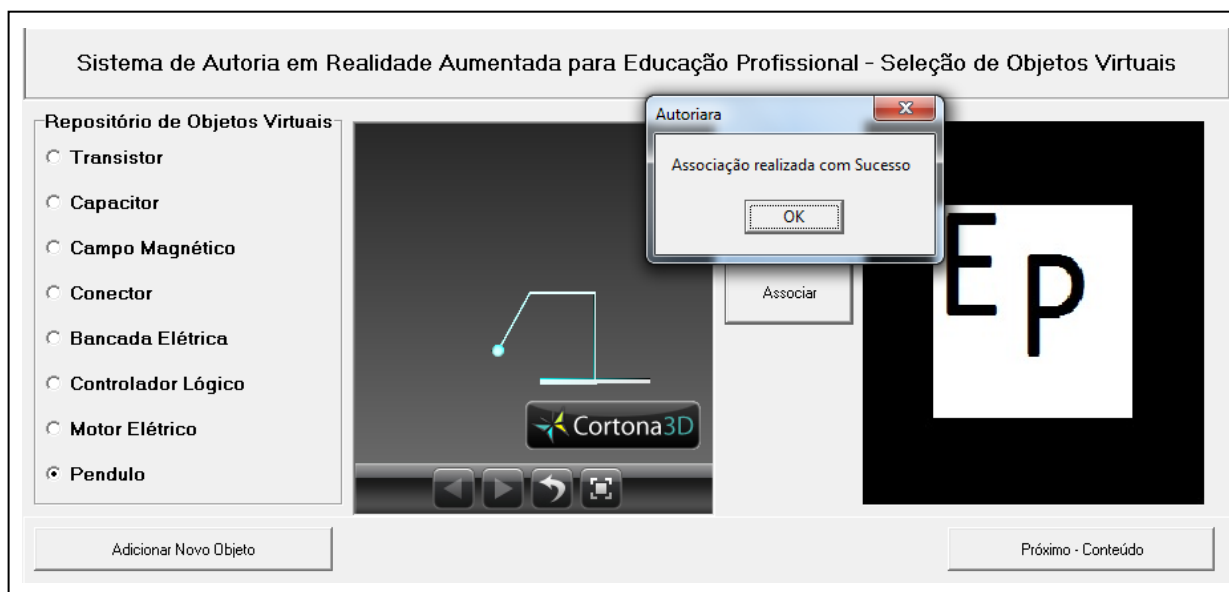 Sistema de Autoria em Realidade Aumentada para Educação Profissional - Seleção de Objetos Virtuais
Repositório de Objetos Virtuais
Transistor
Capacitor
Campo Magnético
Conector
Bancada Elétrica
Controlador Lógico
Motor Elétrico
Pendulo
Cortona3D
Autoriara
Associação realizada com Sucesso
OK
Associar
Ep
Adicionar Novo Objeto
Próximo - Conteúdo